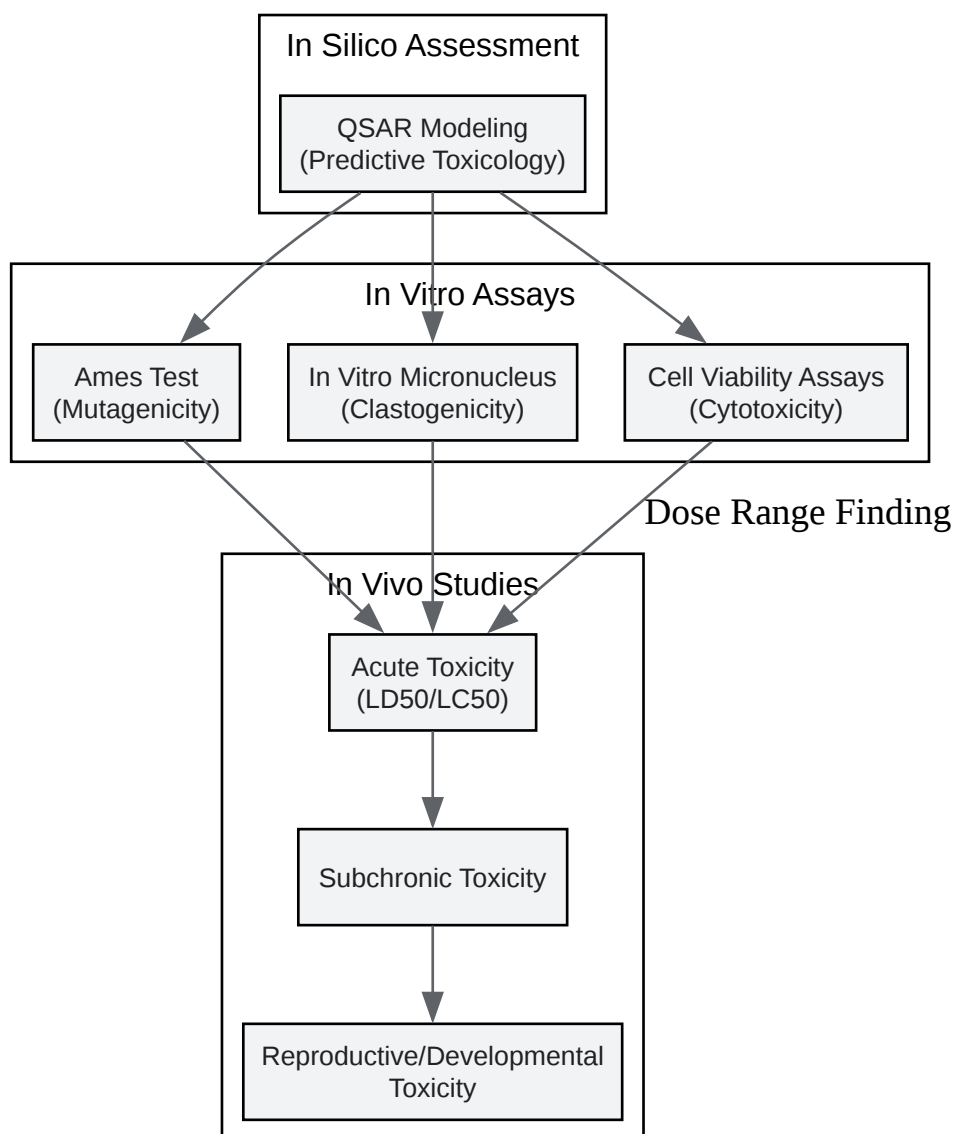 In Silico Assessment
QSAR Modeling
(Predictive Toxicology)
In Vitro Assays
Ames Test
(Mutagenicity)
In Vitro Micronucleus
(Clastogenicity)
Cell Viability Assays
(Cytotoxicity)
Dose Range Finding
In Vivo Studies
Acute Toxicity
(LD50/LC50)
Subchronic Toxicity
Reproductive/Developmental
Toxicity